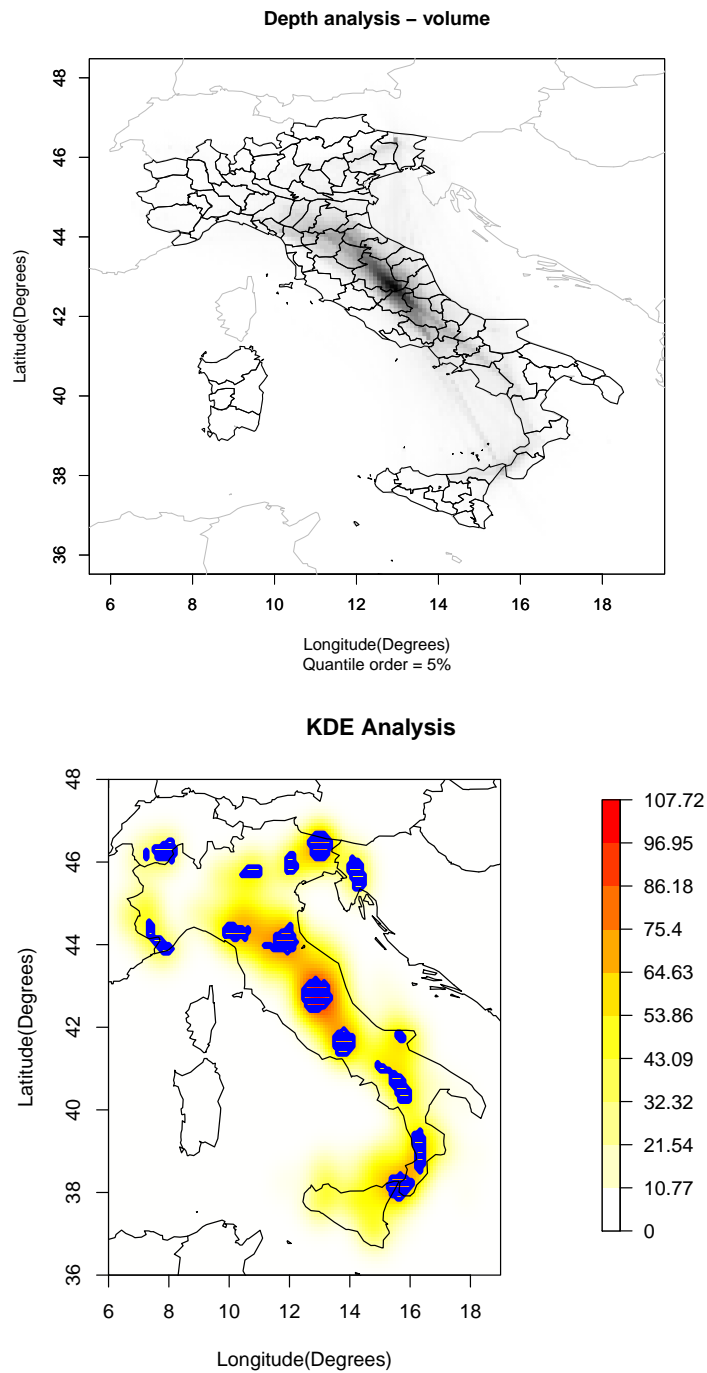 Depth analysis – volume
Latitude(Degrees)
48
46
44
42
40
38
36
6 8 10 12 14 16 18
Longitude(Degrees)
Quantile order = 5%
KDE Analysis
Latitude(Degrees)
48
46
44
42
40
38
36
6 8 10 12 14 16 18
Longitude(Degrees)
107.72
96.95
86.18
75.4
64.63
53.86
43.09
32.32
21.54
10.77
0